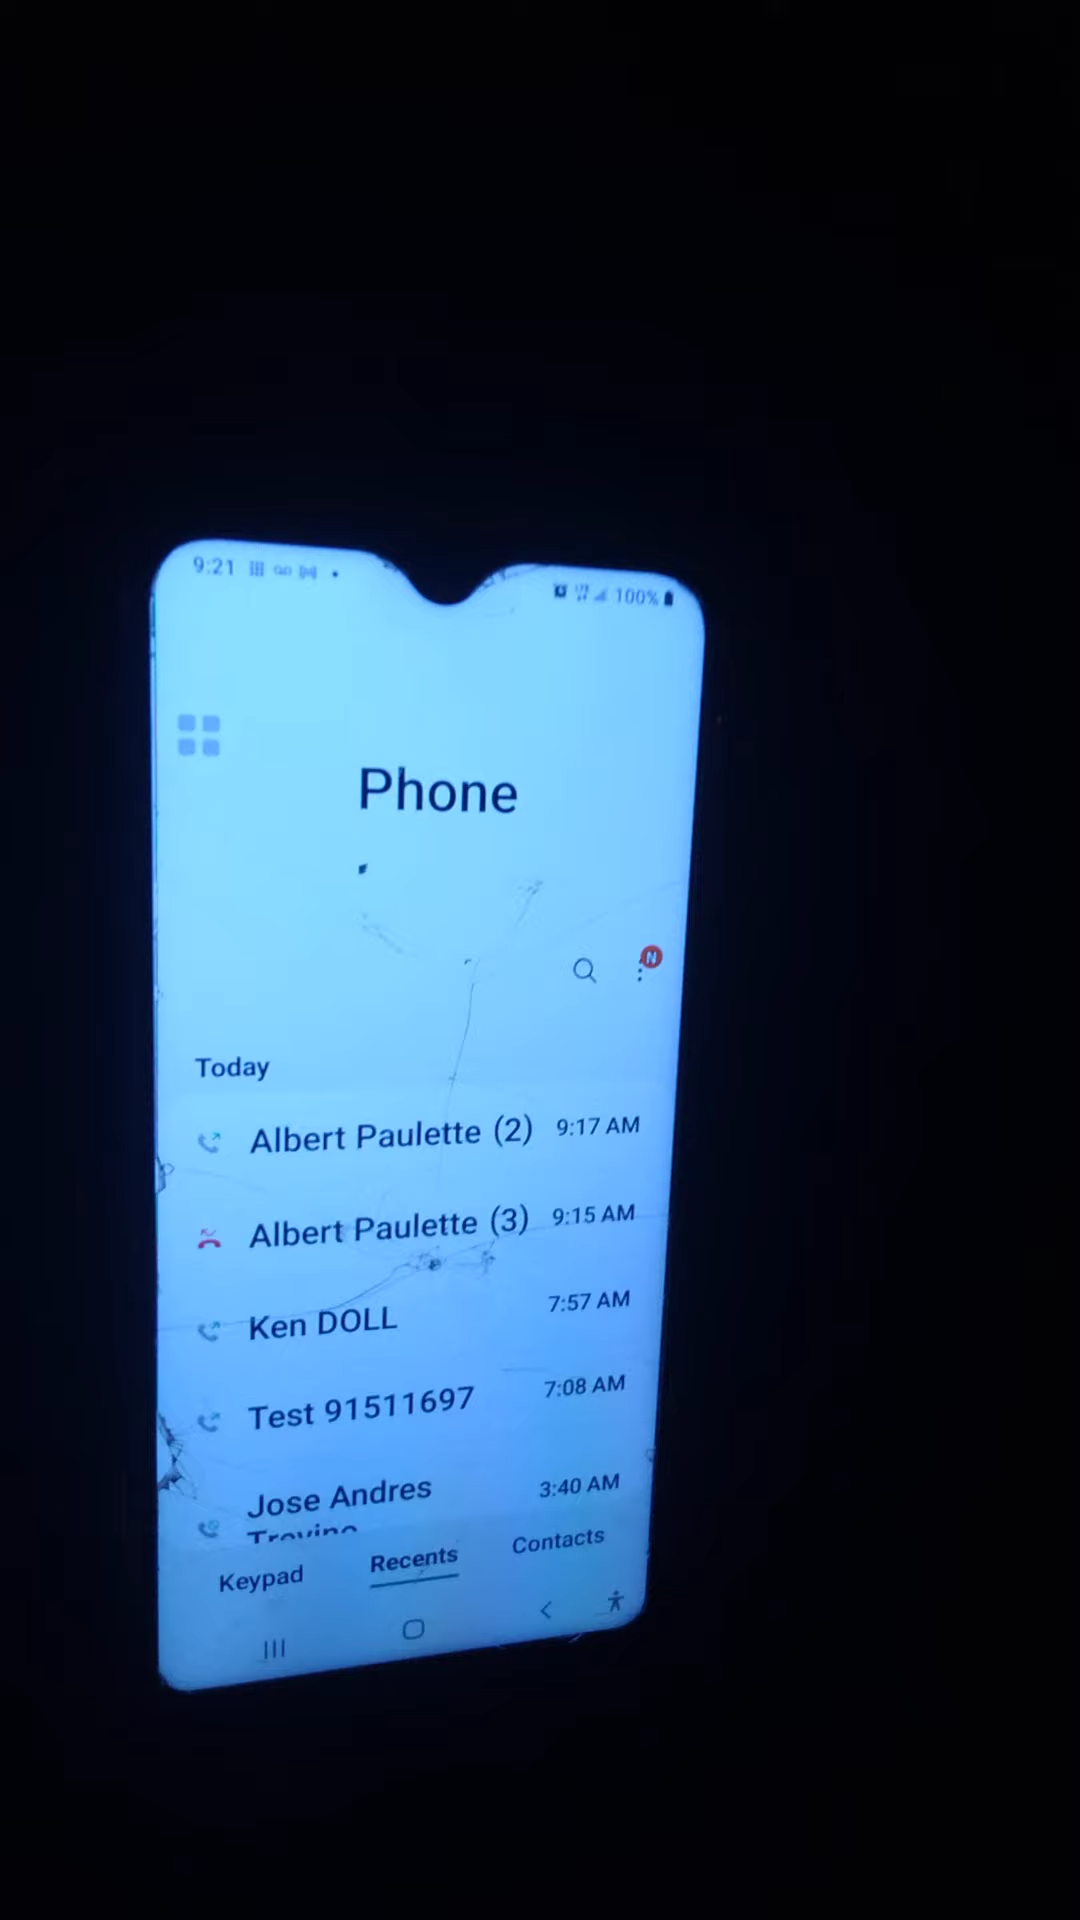 9:21 100%
Phone
N
Today
Albert Paulette (2) 9:17 AM
Albert Paulette (3) 9:15 AM
Ken DOLL 7:57 AM
Test 91511697 7:08 AM
Jose Andres 3:40 AM
Trevino
Keypad Recents Contacts